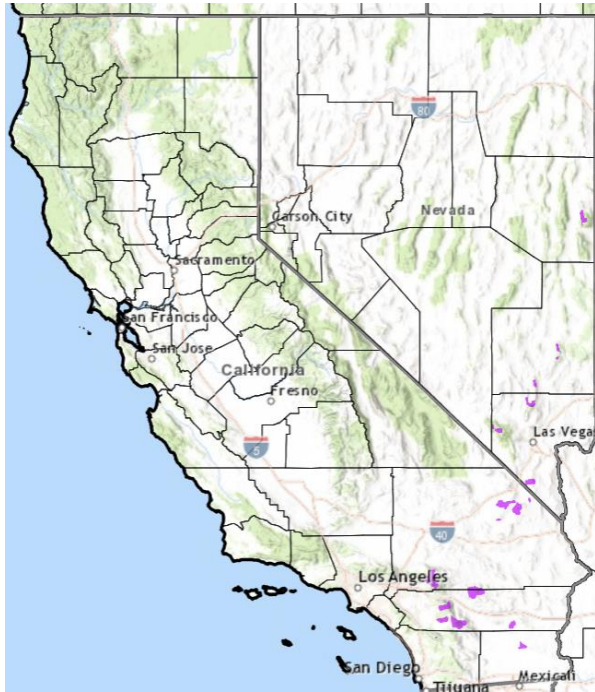 80
Carson City
Nevada
Sacramento
San Francisco
San Jose
California
Fresno
5
Las Vegas
40
Los Angeles
San Diego
Mexicali
Tijuana